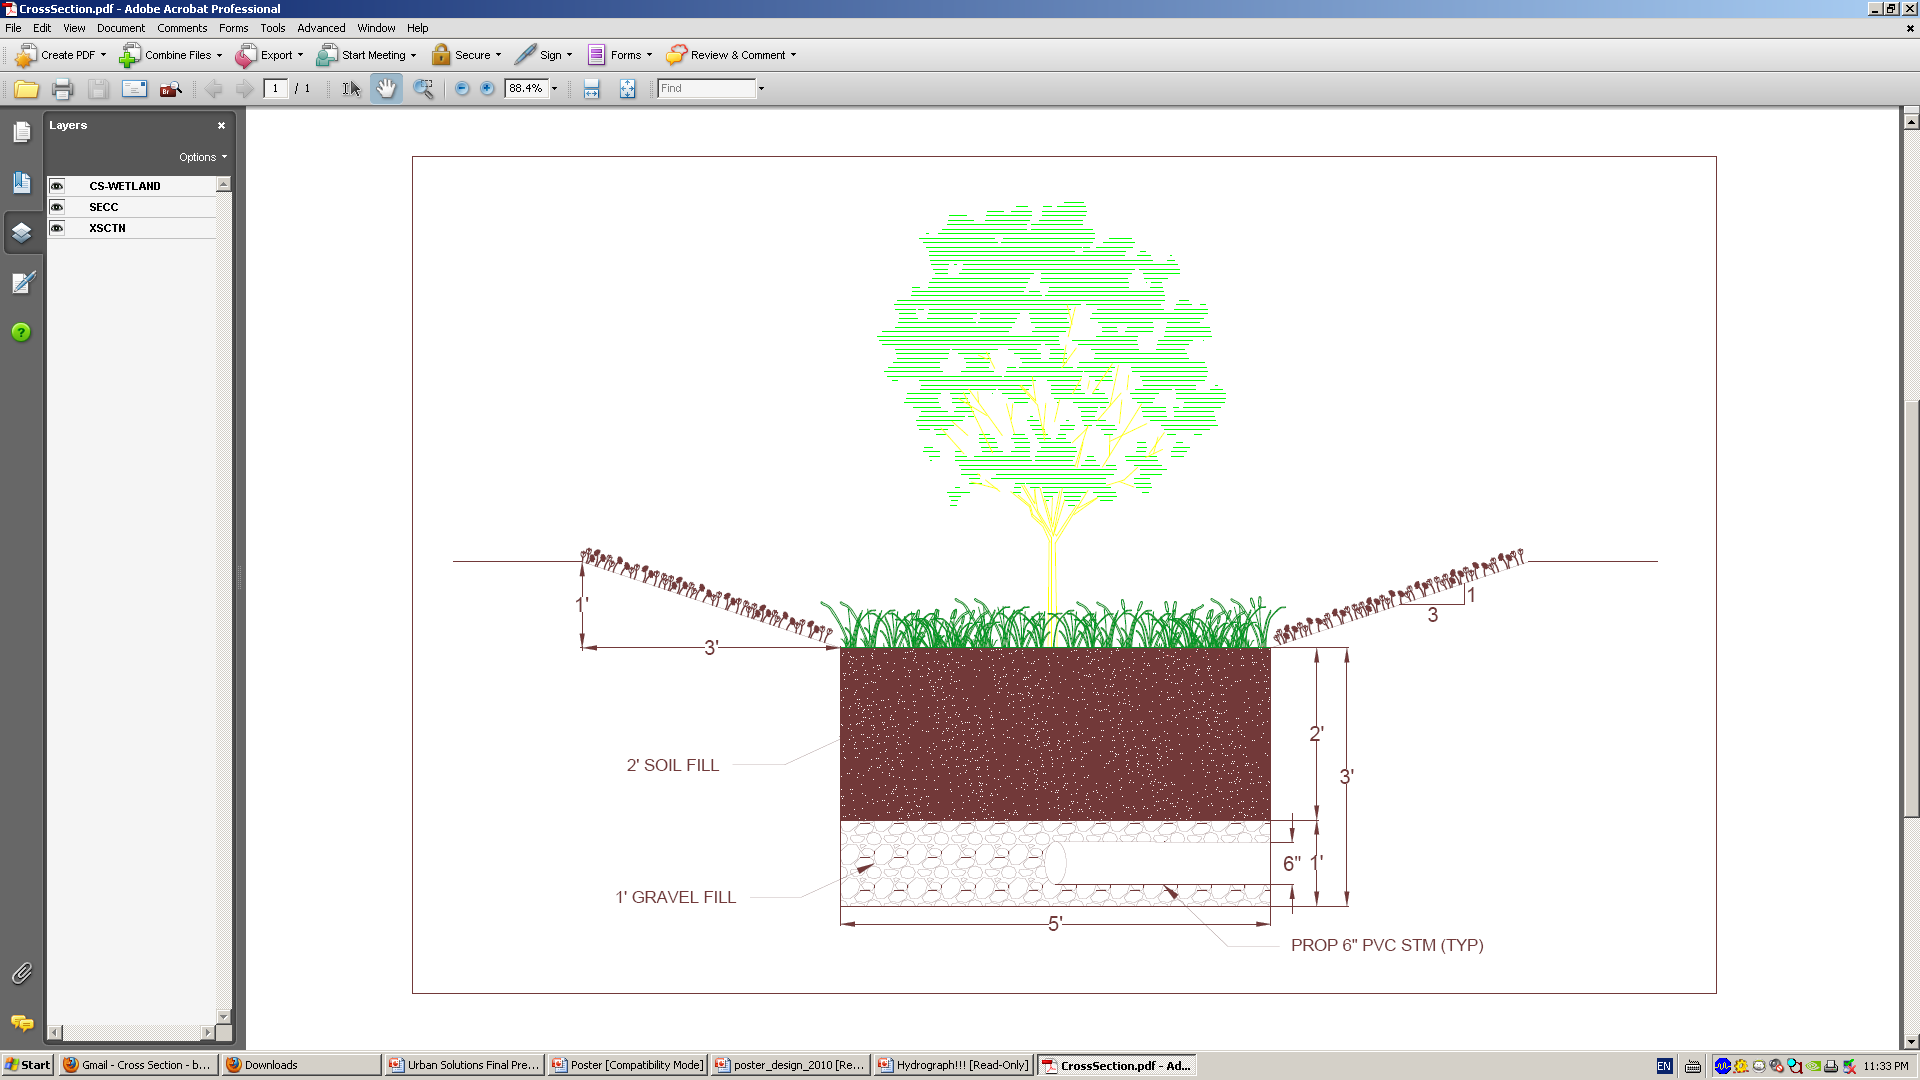 CrossSection.pdf - Adobe Acrobat Professional
File Edit View Document Comments Forms Tools Advanced Window Help
Create PDF Combine Files Export Start Meeting Secure Sign Forms Review & Comment
1 / 1 88.4% Find
Layers
Options
CS-WETLAND
SECC
XSCTN
1'
3'
1
3
2' SOIL FILL
2'
3'
6" 1'
1' GRAVEL FILL
5'
PROP 6" PVC STM (TYP)
Start Gmail - Cross Section - b... Downloads Urban Solutions Final Pre... Poster [Compatibility Mode] poster_design_2010 [Re... Hydrograph!!! [Read-Only] CrossSection.pdf - Ad... EN 11:33 PM